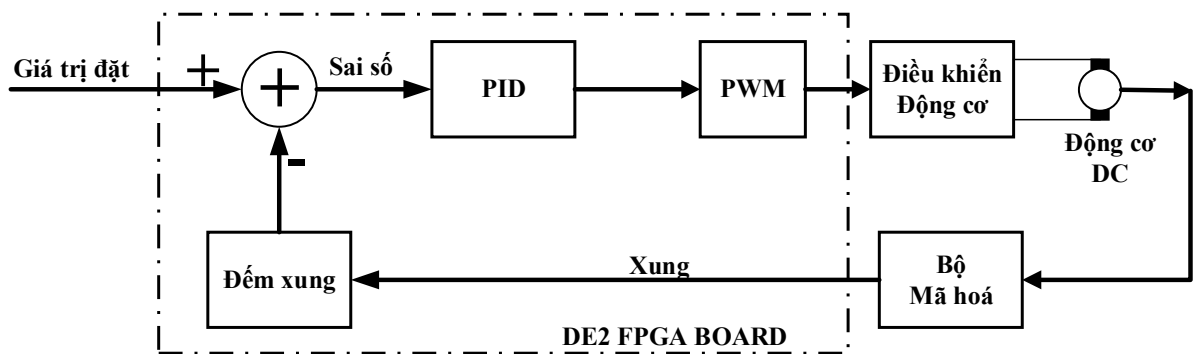 Giá trị đặt
+
+
Sai số
PID
PWM
Điều khiển
Động cơ
Động cơ
DC
-
Đếm xung
Xung
Bộ
Mã hoá
DE2 FPGA BOARD